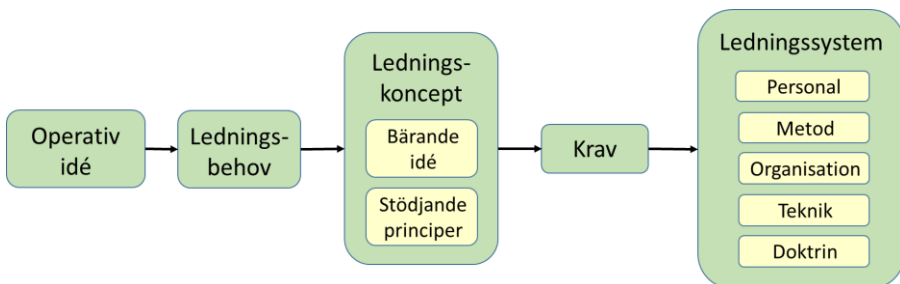 Operativ
idé
Lednings-
behov
Lednings-
koncept
Bärande
idé
Stödjande
principer
Krav
Ledningssystem
Personal
Metod
Organisation
Teknik
Doktrin